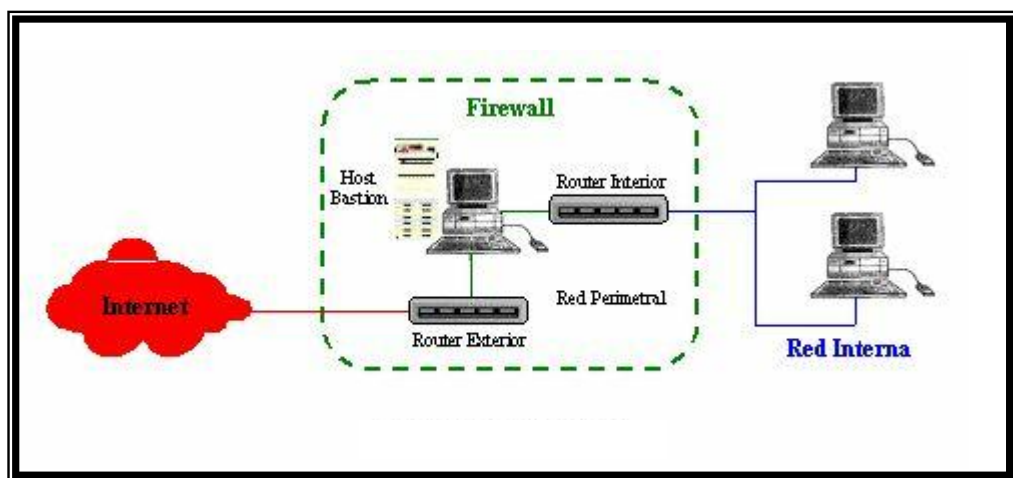 Firewall
Host
Bastion
Router Interior
Internet
Red Perimetral
Router Exterior
Red Interna